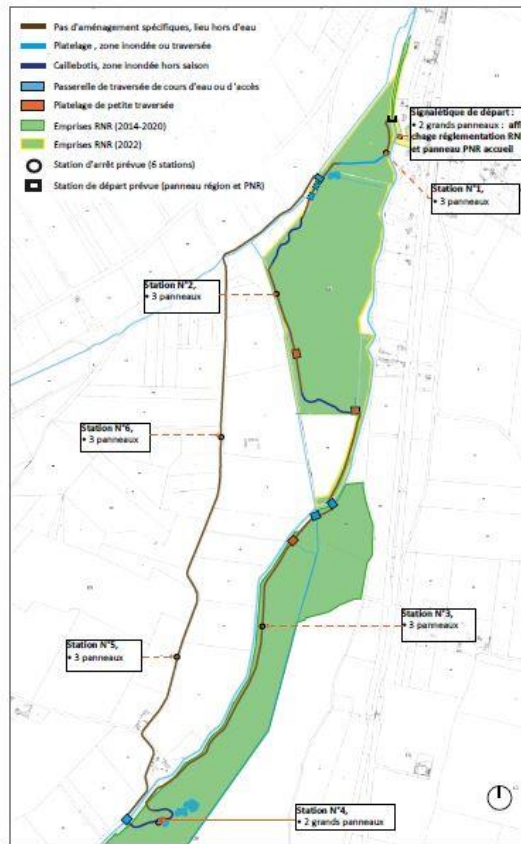 Pas d'aménagement spécifiques, lieu hors d'eau
Platelage , zone inondée ou traversée
Caillebotis, zone inondée hors saison
Passerelle de traversée de cours d'eau ou d'accès
Platelage de petite traversée
Emprises RNR (2014-2020)
Emprises RNR (2022)
Station d'arrêt prévue (6 stations)
Station de départ prévue (panneau région et PNR)
Signalétique de départ :
• 2 grands panneaux : affi
chage réglementation RN
et panneau PNR accueil
Station N°1,
• 3 panneaux
Station N°2,
• 3 panneaux
Station N°6,
• 3 panneaux
Station N°3,
• 3 panneaux
Station N°5,
• 3 panneaux
Station N°4,
• 2 grands panneaux